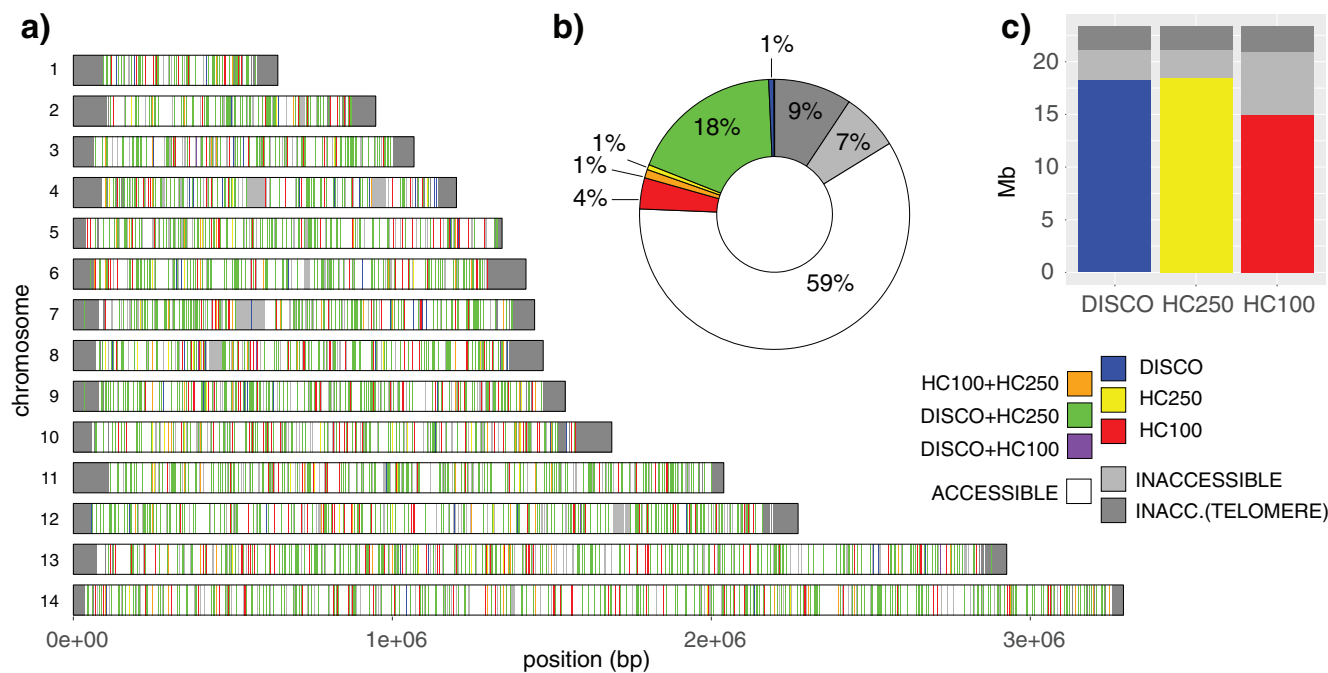 a)
chromosome
1
2
3
4
5
6
7
8
9
10
11
12
13
14
0e+00
1e+06
2e+06
3e+06
position (bp)
b)
1%
9%
7%
59%
4%
1%
1%
18%
c)
Mb
20
15
10
5
0
DISCO
HC250
HC100
HC100+HC250
DISCO+HC250
DISCO+HC100
ACCESSIBLE
DISCO
HC250
HC100
INACCESSIBLE
INACC.(TELOMERE)